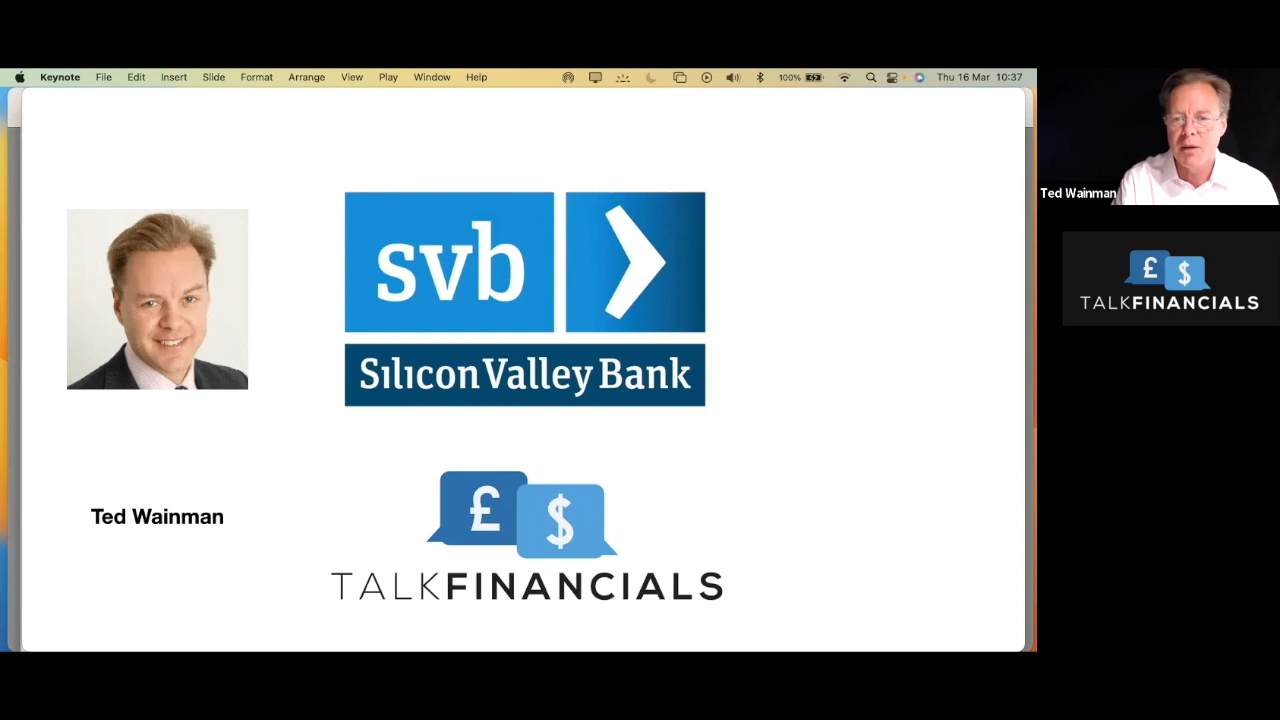 Keynote File Edit Insert Slide Format Arrange View Play Window Help 100% Thu 16 Mar 10:37
svb
Silicon Valley Bank
Ted Wainman
£ $
TALKFINANCIALS
Ted Wainman
£ $
TALKFINANCIALS